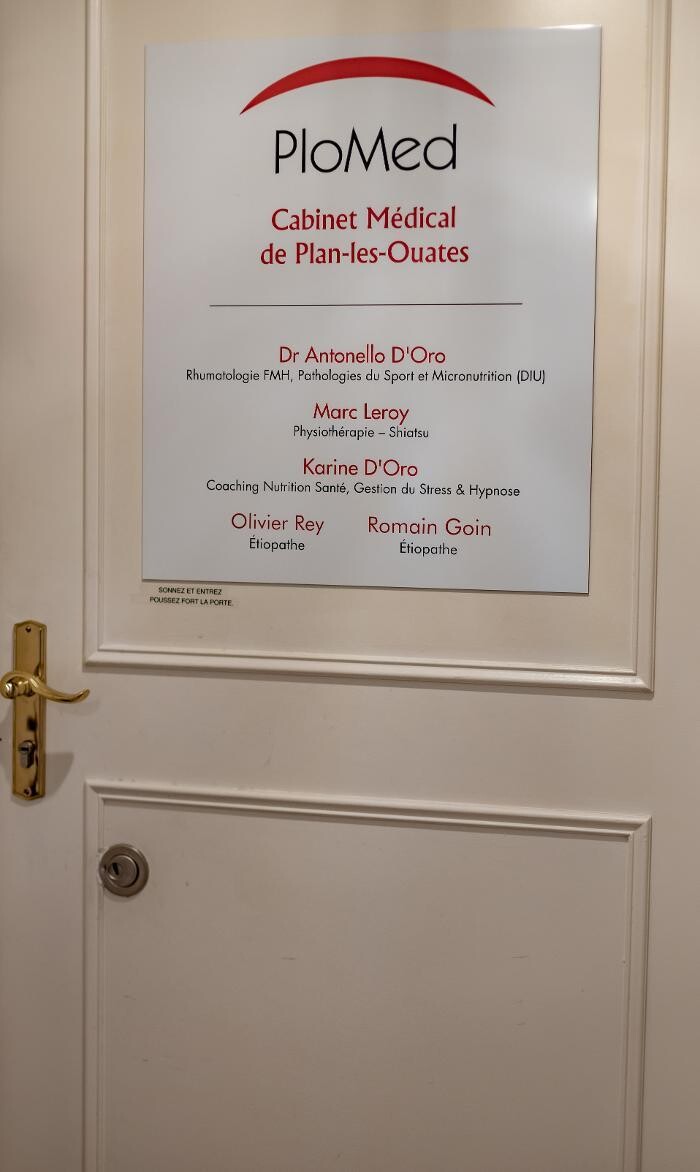 PloMed
Cabinet Médical
de Plan-les-Ouates
Dr Antonello D'Oro
Rhumatologie FMH, Pathologies du Sport et Micronutrition (DIU)
Marc Leroy
Physiothérapie – Shiatsu
Karine D'Oro
Coaching Nutrition Santé, Gestion du Stress & Hypnose
Olivier Rey Romain Goin
Étiopathe Étiopathe
SONNEZ ET ENTREZ
POUSSEZ FORT LA PORTE.